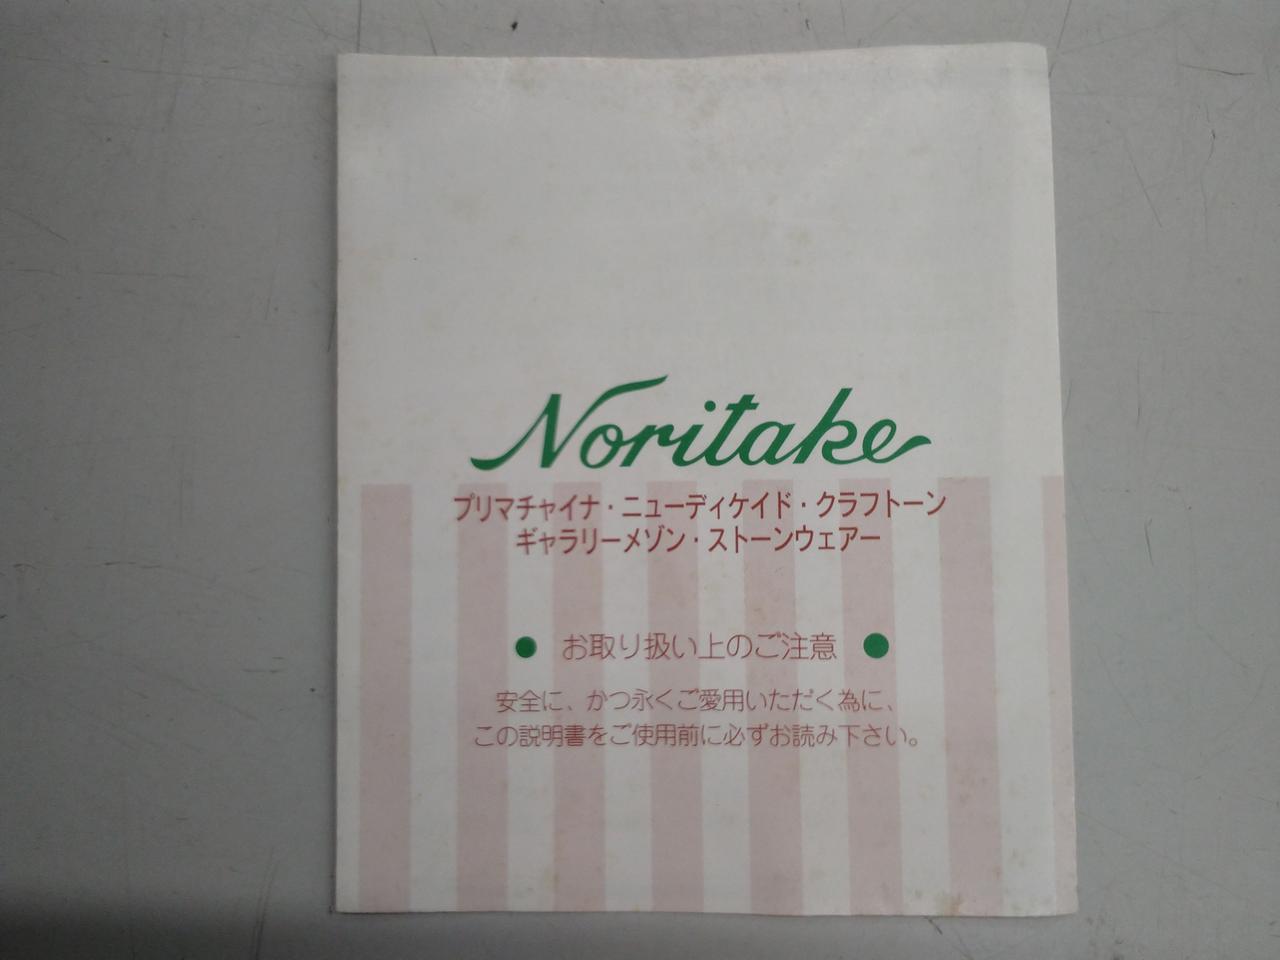 Noritake
プリマチャイナ・ニューディケイド・クラフトーン
ギャラリーメゾン・ストーンウェアー
● お取り扱い上のご注意 ●
安全に、かつ永くご愛用いただく為に、
この説明書をご使用前に必ずお読み下さい。